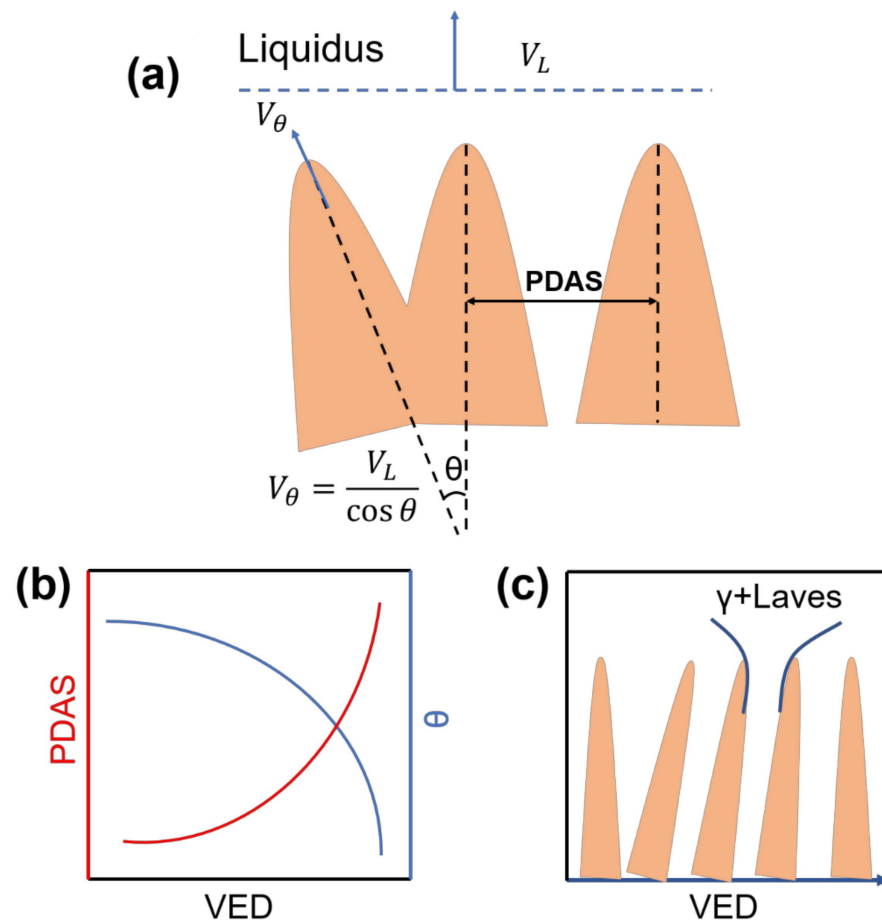 (a)
Liquidus
V_L
V_θ
PDAS
V_θ = V_L / cos θ
θ
(b)
PDAS
θ
VED
(c)
γ+Laves
VED